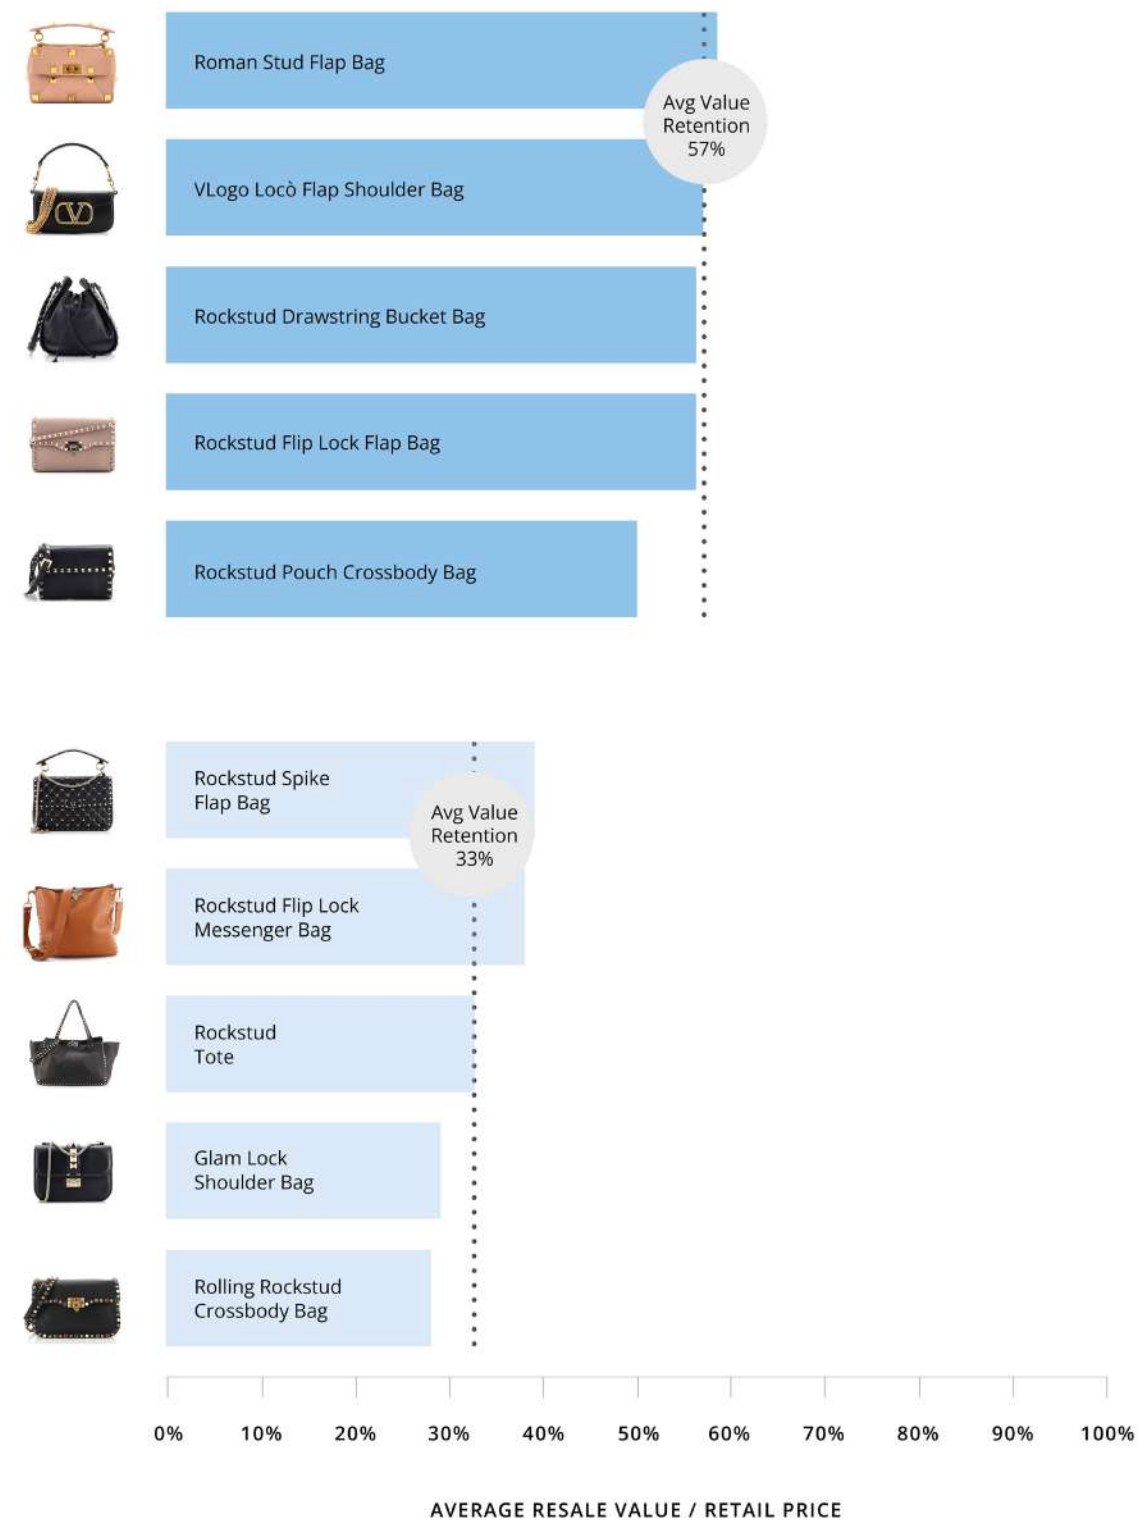 Roman Stud Flap Bag
Avg Value
Retention
57%
VLogo Locò Flap Shoulder Bag
Rockstud Drawstring Bucket Bag
Rockstud Flip Lock Flap Bag
Rockstud Pouch Crossbody Bag
Rockstud Spike
Flap Bag
Avg Value
Retention
33%
Rockstud Flip Lock
Messenger Bag
Rockstud
Tote
Glam Lock
Shoulder Bag
Rolling Rockstud
Crossbody Bag
0% 10% 20% 30% 40% 50% 60% 70% 80% 90% 100%
AVERAGE RESALE VALUE / RETAIL PRICE